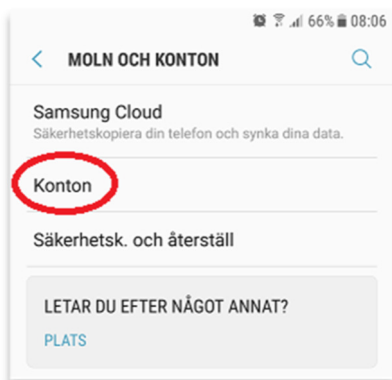 66% 08:06
MOLN OCH KONTON
Samsung Cloud
Säkerhetskopiera din telefon och synka dina data.
Konton
Säkerhetsk. och återställ
LETAR DU EFTER NÅGOT ANNAT?
PLATS